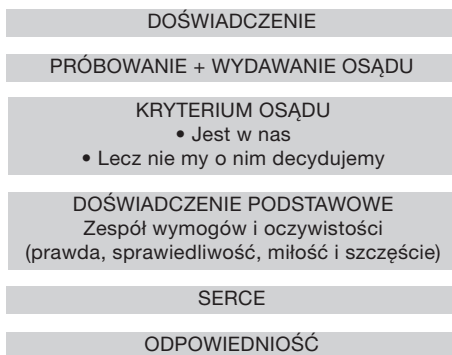 DOŚWIADCZENIE
PRÓBOWANIE + WYDAWANIE OSĄDU
KRYTERIUM OSĄDU
• Jest w nas
• Lecz nie my o nim decydujemy
DOŚWIADCZENIE PODSTAWOWE
Zespół wymogów i oczywistości
(prawda, sprawiedliwość, miłość i szczęście)
SERCE
ODPOWIEDNIOŚĆ